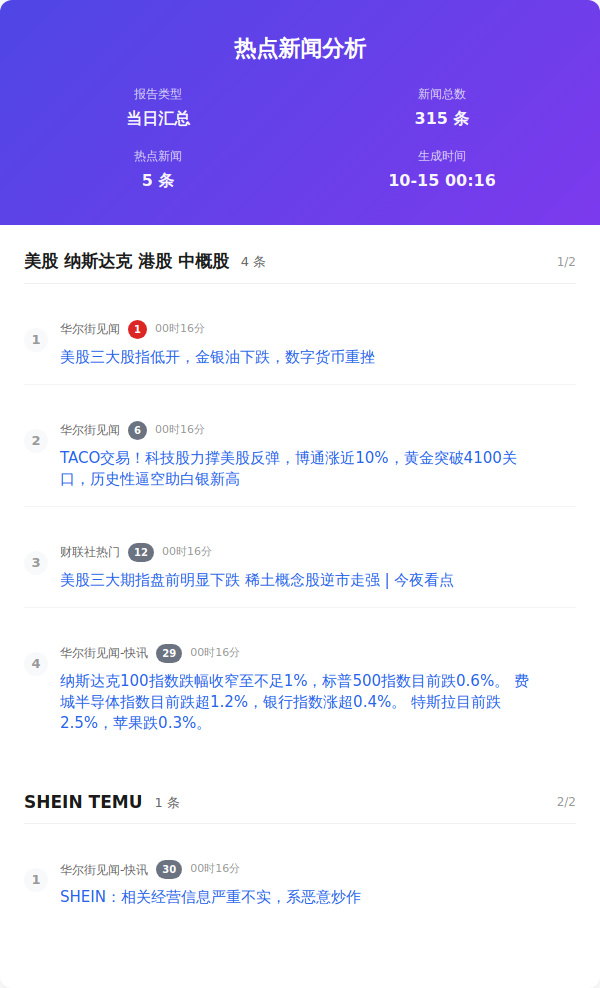 热点新闻分析
报告类型
当日汇总
新闻总数
315 条
热点新闻
5 条
生成时间
10-15 00:16
美股 纳斯达克 港股 中概股 4 条 1/2
1
华尔街见闻 1 00时16分
美股三大股指低开，金银油下跌，数字货币重挫
2
华尔街见闻 6 00时16分
TACO交易！科技股力撑美股反弹，博通涨近10%，黄金突破4100关
口，历史性逼空助白银新高
3
财联社热门 12 00时16分
美股三大期指盘前明显下跌 稀土概念股逆市走强 | 今夜看点
4
华尔街见闻-快讯 29 00时16分
纳斯达克100指数跌幅收窄至不足1%，标普500指数目前跌0.6%。 费
城半导体指数目前跌超1.2%，银行指数涨超0.4%。 特斯拉目前跌
2.5%，苹果跌0.3%。
SHEIN TEMU 1 条 2/2
1
华尔街见闻-快讯 30 00时16分
SHEIN：相关经营信息严重不实，系恶意炒作